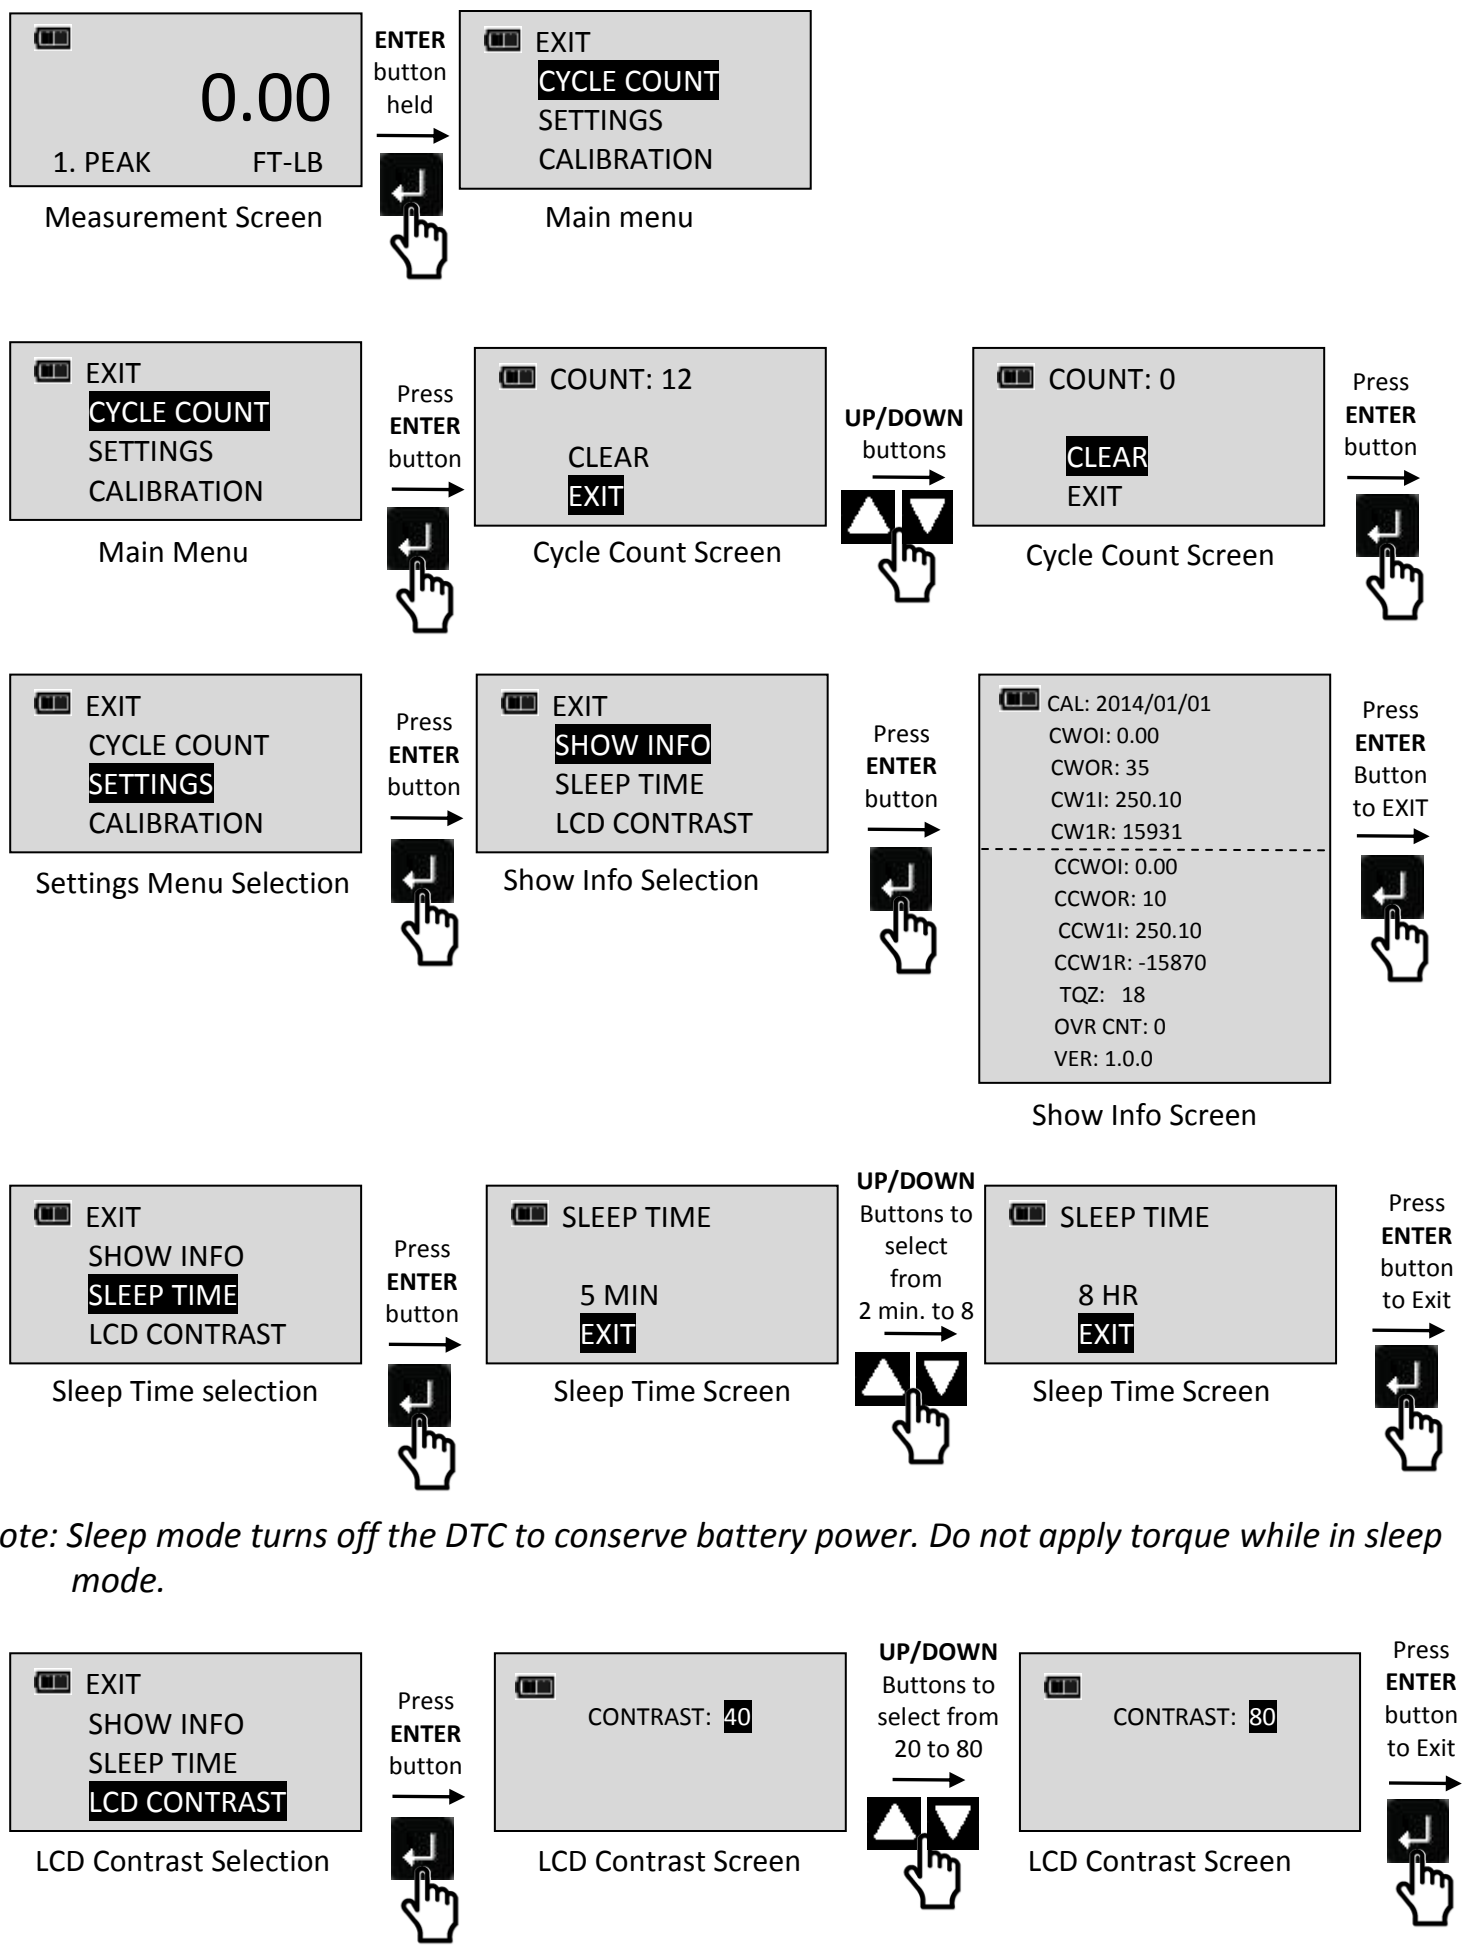 ENTER
button
held
0.00
1. PEAK FT-LB
Measurement Screen
EXIT
CYCLE COUNT
SETTINGS
CALIBRATION
Main menu
EXIT
CYCLE COUNT
SETTINGS
CALIBRATION
Main Menu
Press
ENTER
button
COUNT: 12
CLEAR
EXIT
Cycle Count Screen
UP/DOWN
buttons
COUNT: 0
CLEAR
EXIT
Cycle Count Screen
Press
ENTER
button
EXIT
CYCLE COUNT
SETTINGS
CALIBRATION
Settings Menu Selection
Press
ENTER
button
EXIT
SHOW INFO
SLEEP TIME
LCD CONTRAST
Show Info Selection
Press
ENTER
button
CAL: 2014/01/01
CWOI: 0.00
CWOR: 35
CW1I: 250.10
CW1R: 15931
CCWOI: 0.00
CCWOR: 10
CCW1I: 250.10
CCW1R: -15870
TQZ: 18
OVR CNT: 0
VER: 1.0.0
Show Info Screen
Press
ENTER
Button
to EXIT
EXIT
SHOW INFO
SLEEP TIME
LCD CONTRAST
Sleep Time selection
Press
ENTER
button
SLEEP TIME
5 MIN
EXIT
Sleep Time Screen
UP/DOWN
Buttons to
select
from
2 min. to 8
SLEEP TIME
8 HR
EXIT
Sleep Time Screen
Press
ENTER
button
to Exit
ote: Sleep mode turns off the DTC to conserve battery power. Do not apply torque while in sleep
mode.
EXIT
SHOW INFO
SLEEP TIME
LCD CONTRAST
LCD Contrast Selection
Press
ENTER
button
CONTRAST: 40
LCD Contrast Screen
UP/DOWN
Buttons to
select from
20 to 80
CONTRAST: 80
LCD Contrast Screen
Press
ENTER
button
to Exit